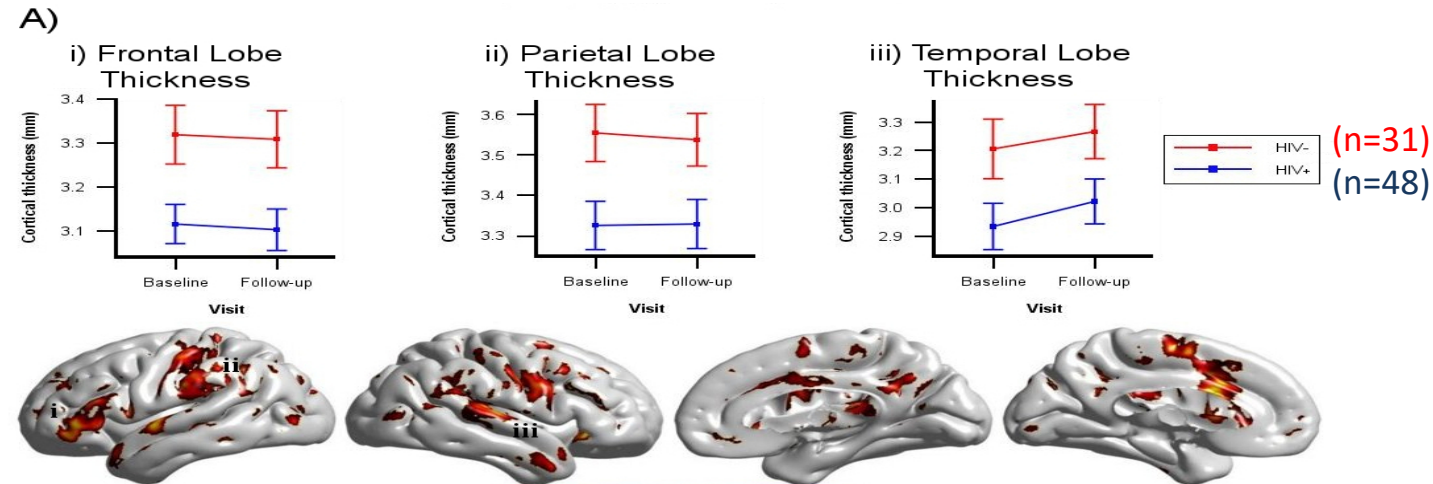 A)
i) Frontal Lobe
Thickness
Cortical thickness (mm)
3.4
3.3
3.2
3.1
Baseline Follow-up
Visit
ii) Parietal Lobe
Thickness
Cortical thickness (mm)
3.6
3.5
3.4
3.3
Baseline Follow-up
Visit
iii) Temporal Lobe
Thickness
Cortical thickness (mm)
3.3
3.2
3.1
3.0
2.9
Baseline Follow-up
Visit
HIV- (n=31)
HIV+ (n=48)
i
ii
iii